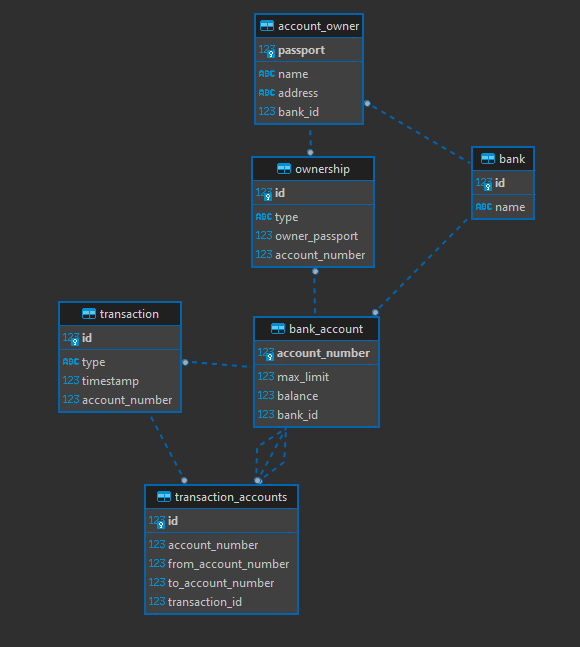 account_owner
123 passport
ABC name
ABC address
123 bank_id
bank
123 id
ABC name
ownership
123 id
ABC type
123 owner_passport
123 account_number
transaction
123 id
ABC type
123 timestamp
123 account_number
bank_account
123 account_number
123 max_limit
123 balance
123 bank_id
transaction_accounts
123 id
123 account_number
123 from_account_number
123 to_account_number
123 transaction_id